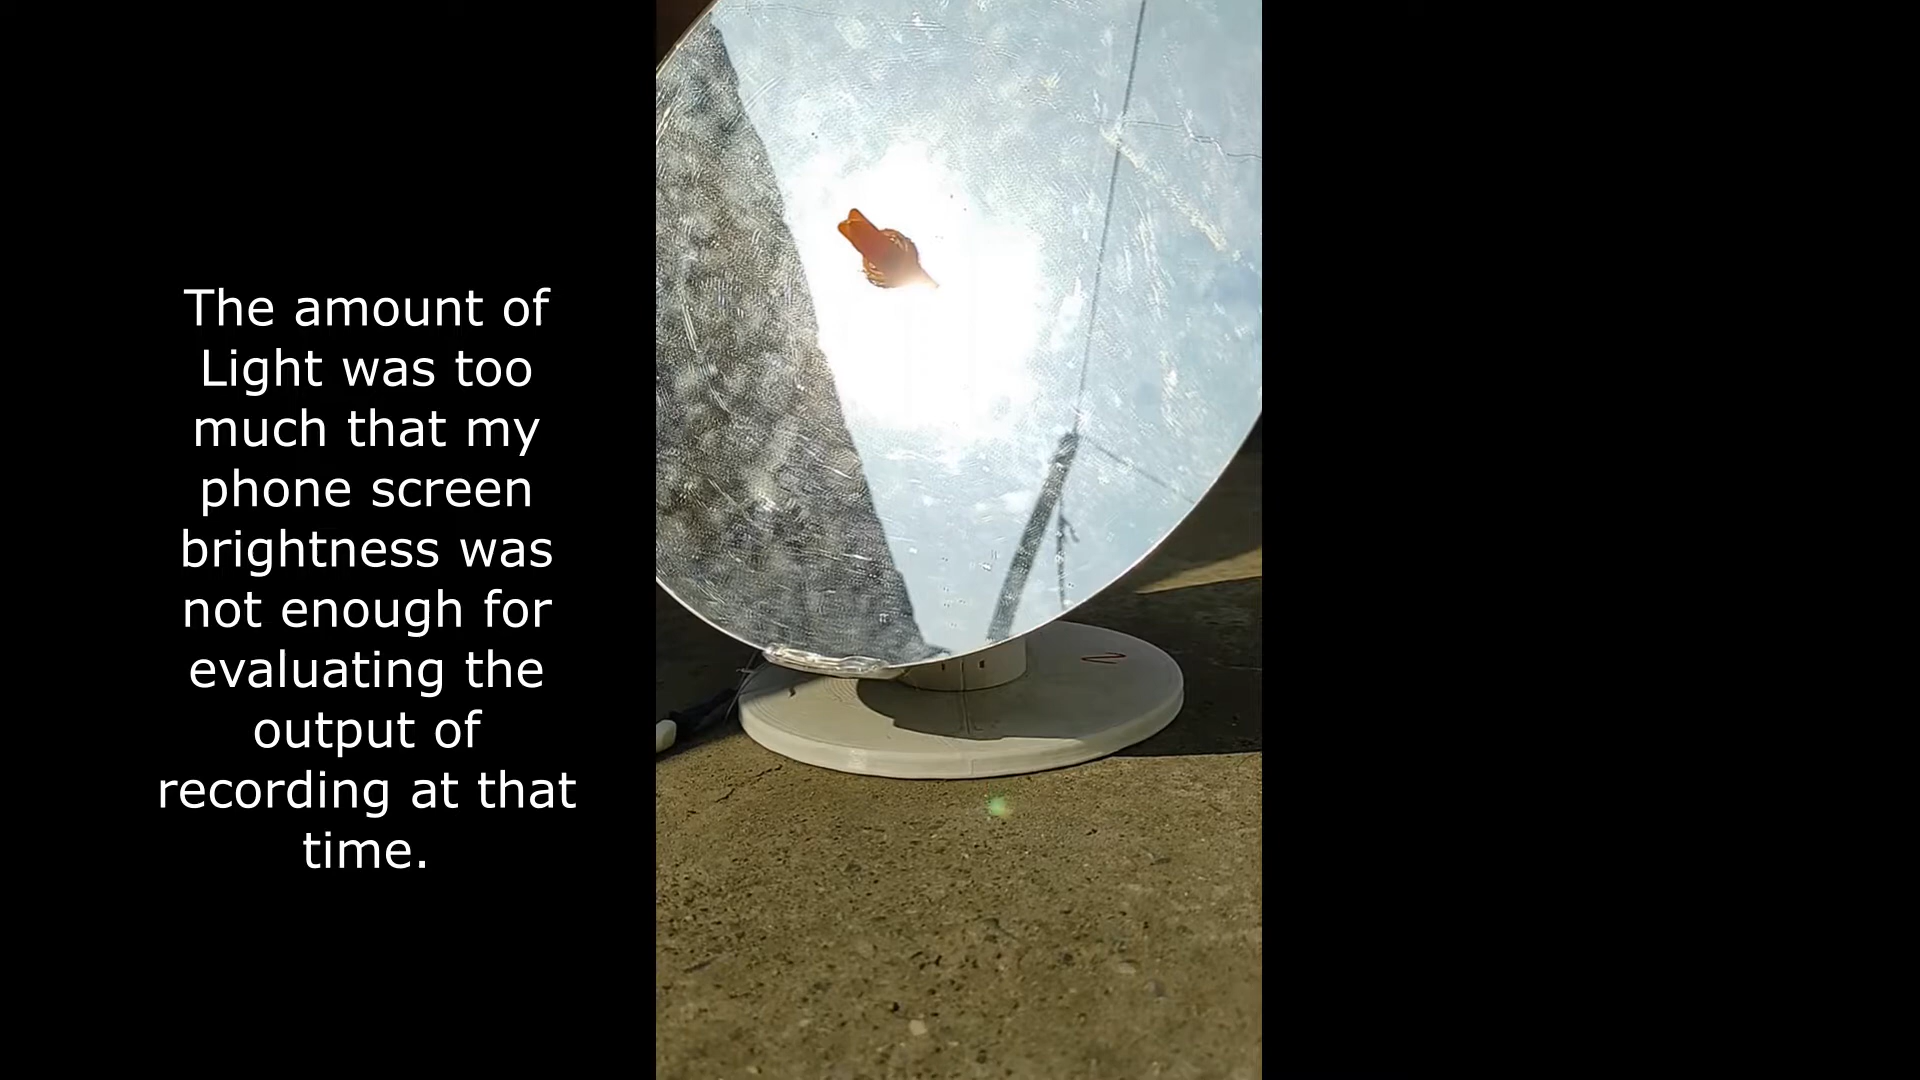 The amount of
Light was too
much that my
phone screen
brightness was
not enough for
evaluating the
output of
recording at that
time.
2